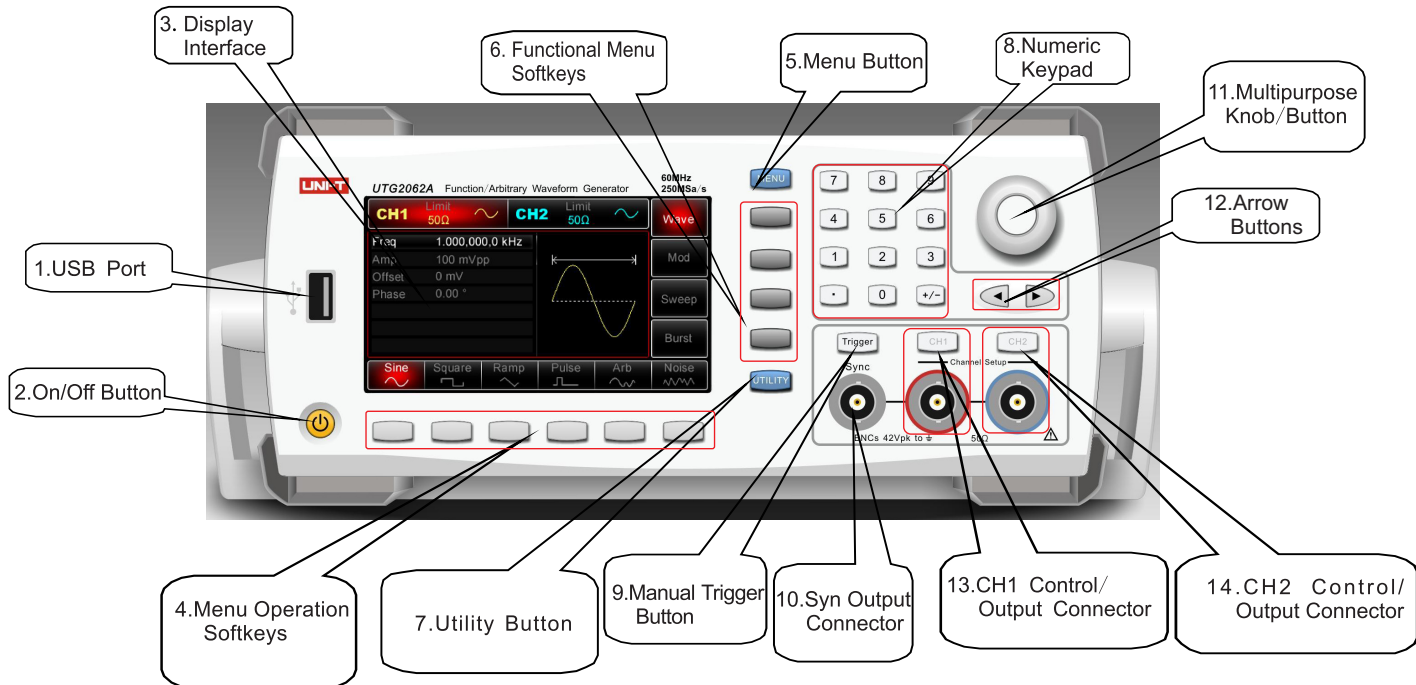 3. Display
Interface
6. Functional Menu
Softkeys
5.Menu Button
8.Numeric
Keypad
11.Multipurpose
Knob/Button
12.Arrow
Buttons
1.USB Port
2.On/Off Button
UNI-T
UTG2062A Function/Arbitrary Waveform Generator
60MHz
250MSa/s
MENU
CH1 Limit 50Ω
CH2 Limit 50Ω
Wave
Freq 1.000,000,0 kHz
Amp 100 mVpp
Offset 0 mV
Phase 0.00 °
Mod
Sweep
Burst
Sine Square Ramp Pulse Arb Noise
UTILITY
7 8 9
4 5 6
1 2 3
· 0 +/−
Trigger CH1 CH2
Sync
Channel Setup
BNCs 42Vpk to ⏚ 50Ω
4.Menu Operation
Softkeys
7.Utility Button
9.Manual Trigger
Button
10.Syn Output
Connector
13.CH1 Control/
Output Connector
14.CH2 Control/
Output Connector